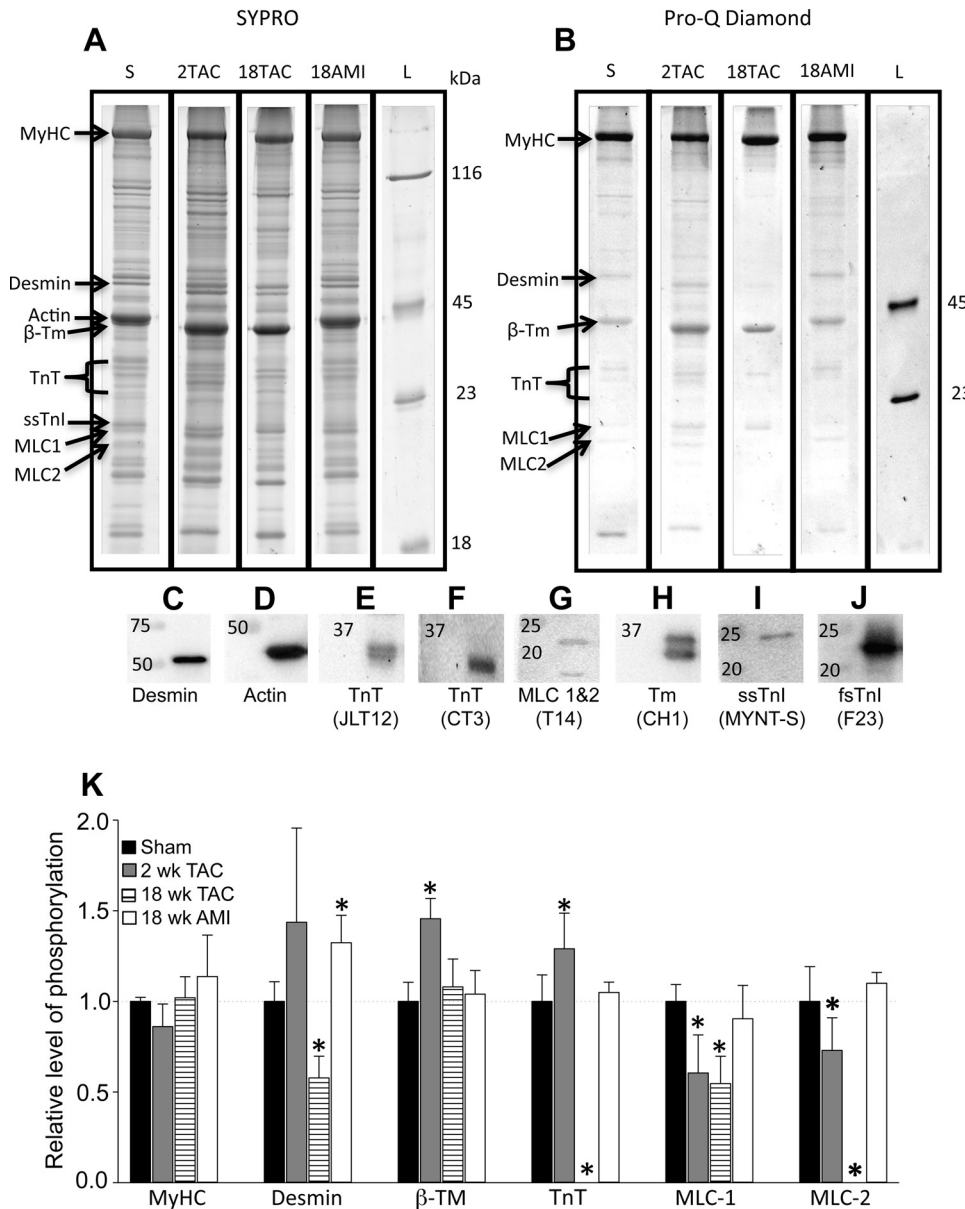 SYPRO
Pro-Q Diamond
A
B
S 2TAC 18TAC 18AMI L kDa
S 2TAC 18TAC 18AMI L
MyHC
116
Desmin
45
Actin
β-Tm
TnT
23
ssTnI
MLC1
MLC2
18
MyHC
Desmin
45
β-Tm
TnT
23
MLC1
MLC2
C D E F G H I J
75
50
Desmin
50
Actin
37
TnT
(JLT12)
37
TnT
(CT3)
25
20
MLC 1&2
(T14)
37
Tm
(CH1)
25
20
ssTnI
(MYNT-S)
25
20
fsTnI
(F23)
K
Relative level of phosphorylation
2.0
1.5
1.0
0.5
0.0
Sham
2 wk TAC
18 wk TAC
18 wk AMI
* * * * * * * * *
MyHC Desmin β-TM TnT MLC-1 MLC-2